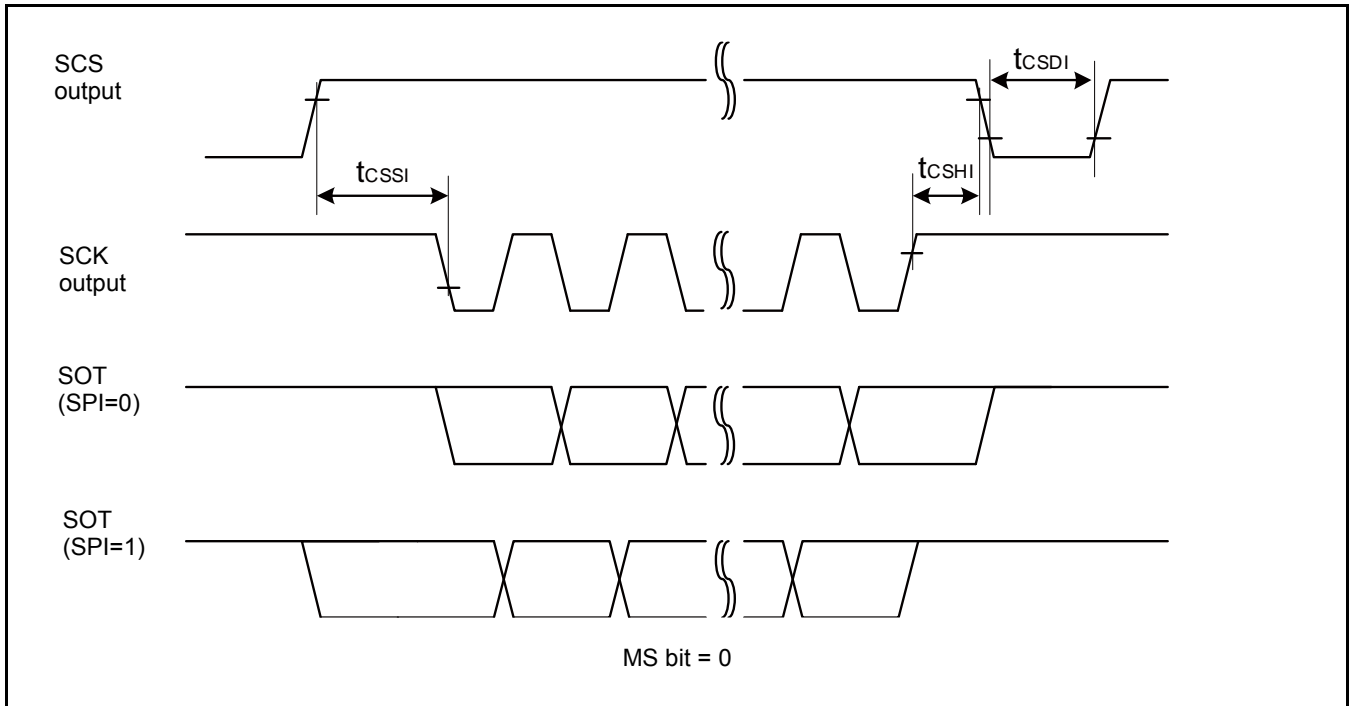 SCS
output
tCSDI
tCSSI
tCSHI
SCK
output
SOT
(SPI=0)
SOT
(SPI=1)
MS bit = 0